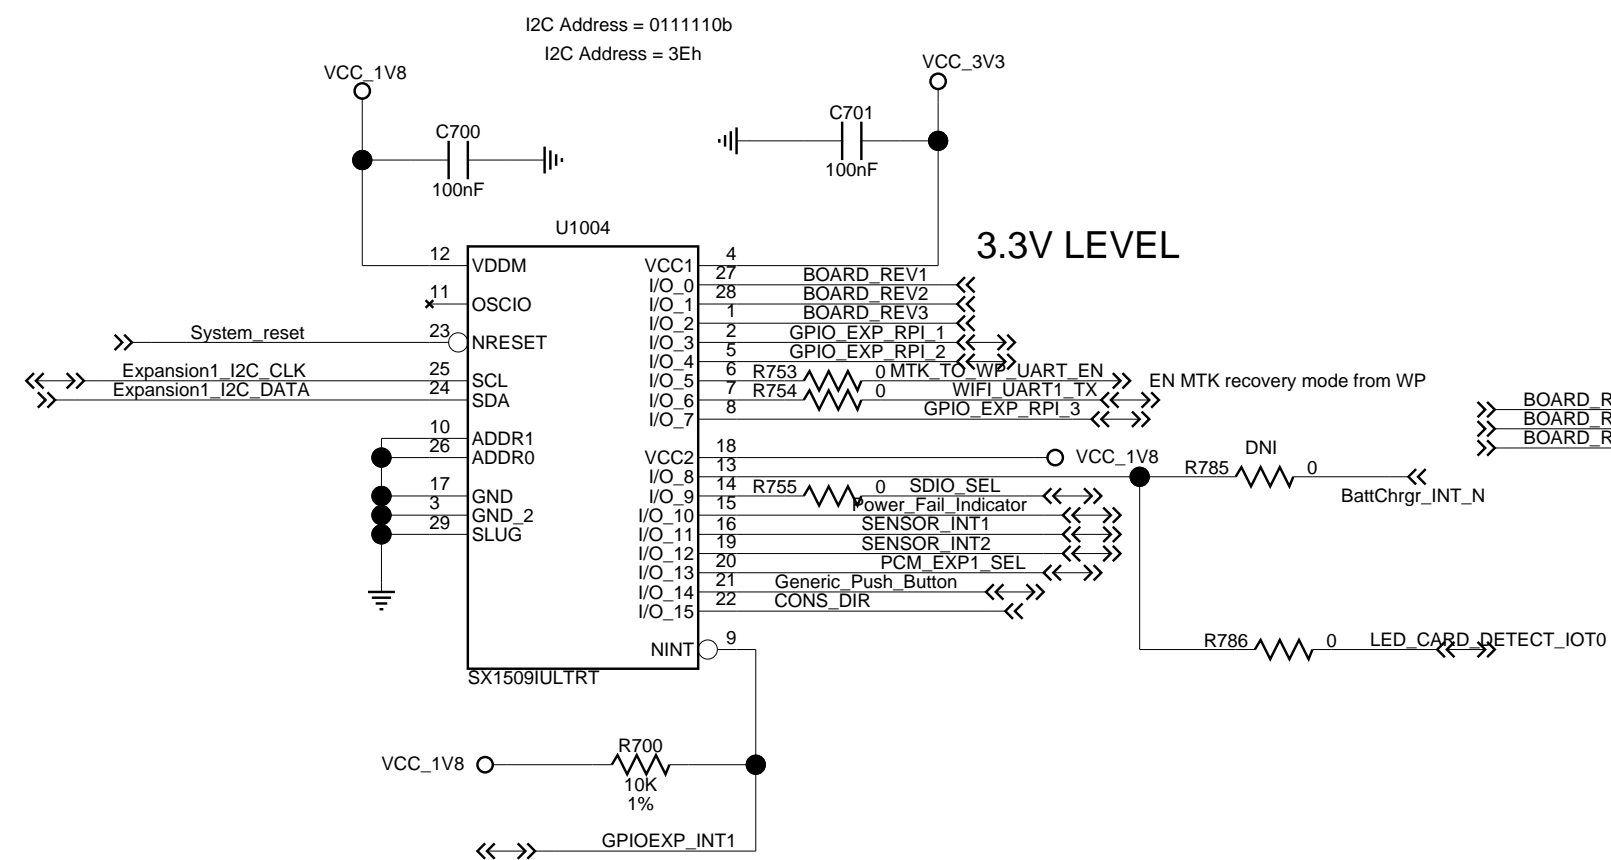 I2C Address = 0111110b
I2C Address = 3Eh
VCC_1V8
VCC_3V3
C700
100nF
C701
100nF
U1004
3.3V LEVEL
12 VDDM
11 OSCIO
System_reset 23 NRESET
Expansion1_I2C_CLK 25 SCL
Expansion1_I2C_DATA 24 SDA
10 ADDR1
26 ADDR0
17 GND
3 GND_2
29 SLUG
VCC1 4
I/O_0 27 BOARD_REV1
I/O_1 28 BOARD_REV2
I/O_2 1 BOARD_REV3
I/O_3 2 GPIO_EXP_RPI_1
I/O_4 5 GPIO_EXP_RPI_2
I/O_5 6 R753 0 MTK_TO_WP_UART_EN EN MTK recovery mode from WP
I/O_6 7 R754 0 WIFI_UART1_TX
I/O_7 8 GPIO_EXP_RPI_3
BOARD_R
BOARD_R
BOARD_R
VCC2 18 VCC_1V8
I/O_8 13 R785 DNI 0 BattChrgr_INT_N
I/O_9 14 R755 0 SDIO_SEL
I/O_10 15 Power_Fail_Indicator
I/O_11 16 SENSOR_INT1
I/O_12 19 SENSOR_INT2
I/O_13 20 PCM_EXP1_SEL
I/O_14 21 Generic_Push_Button
I/O_15 22 CONS_DIR
NINT 9
R786 0 LED_CARD_DETECT_IOT0
SX1509IULTRT
VCC_1V8 R700
10K
1%
GPIOEXP_INT1